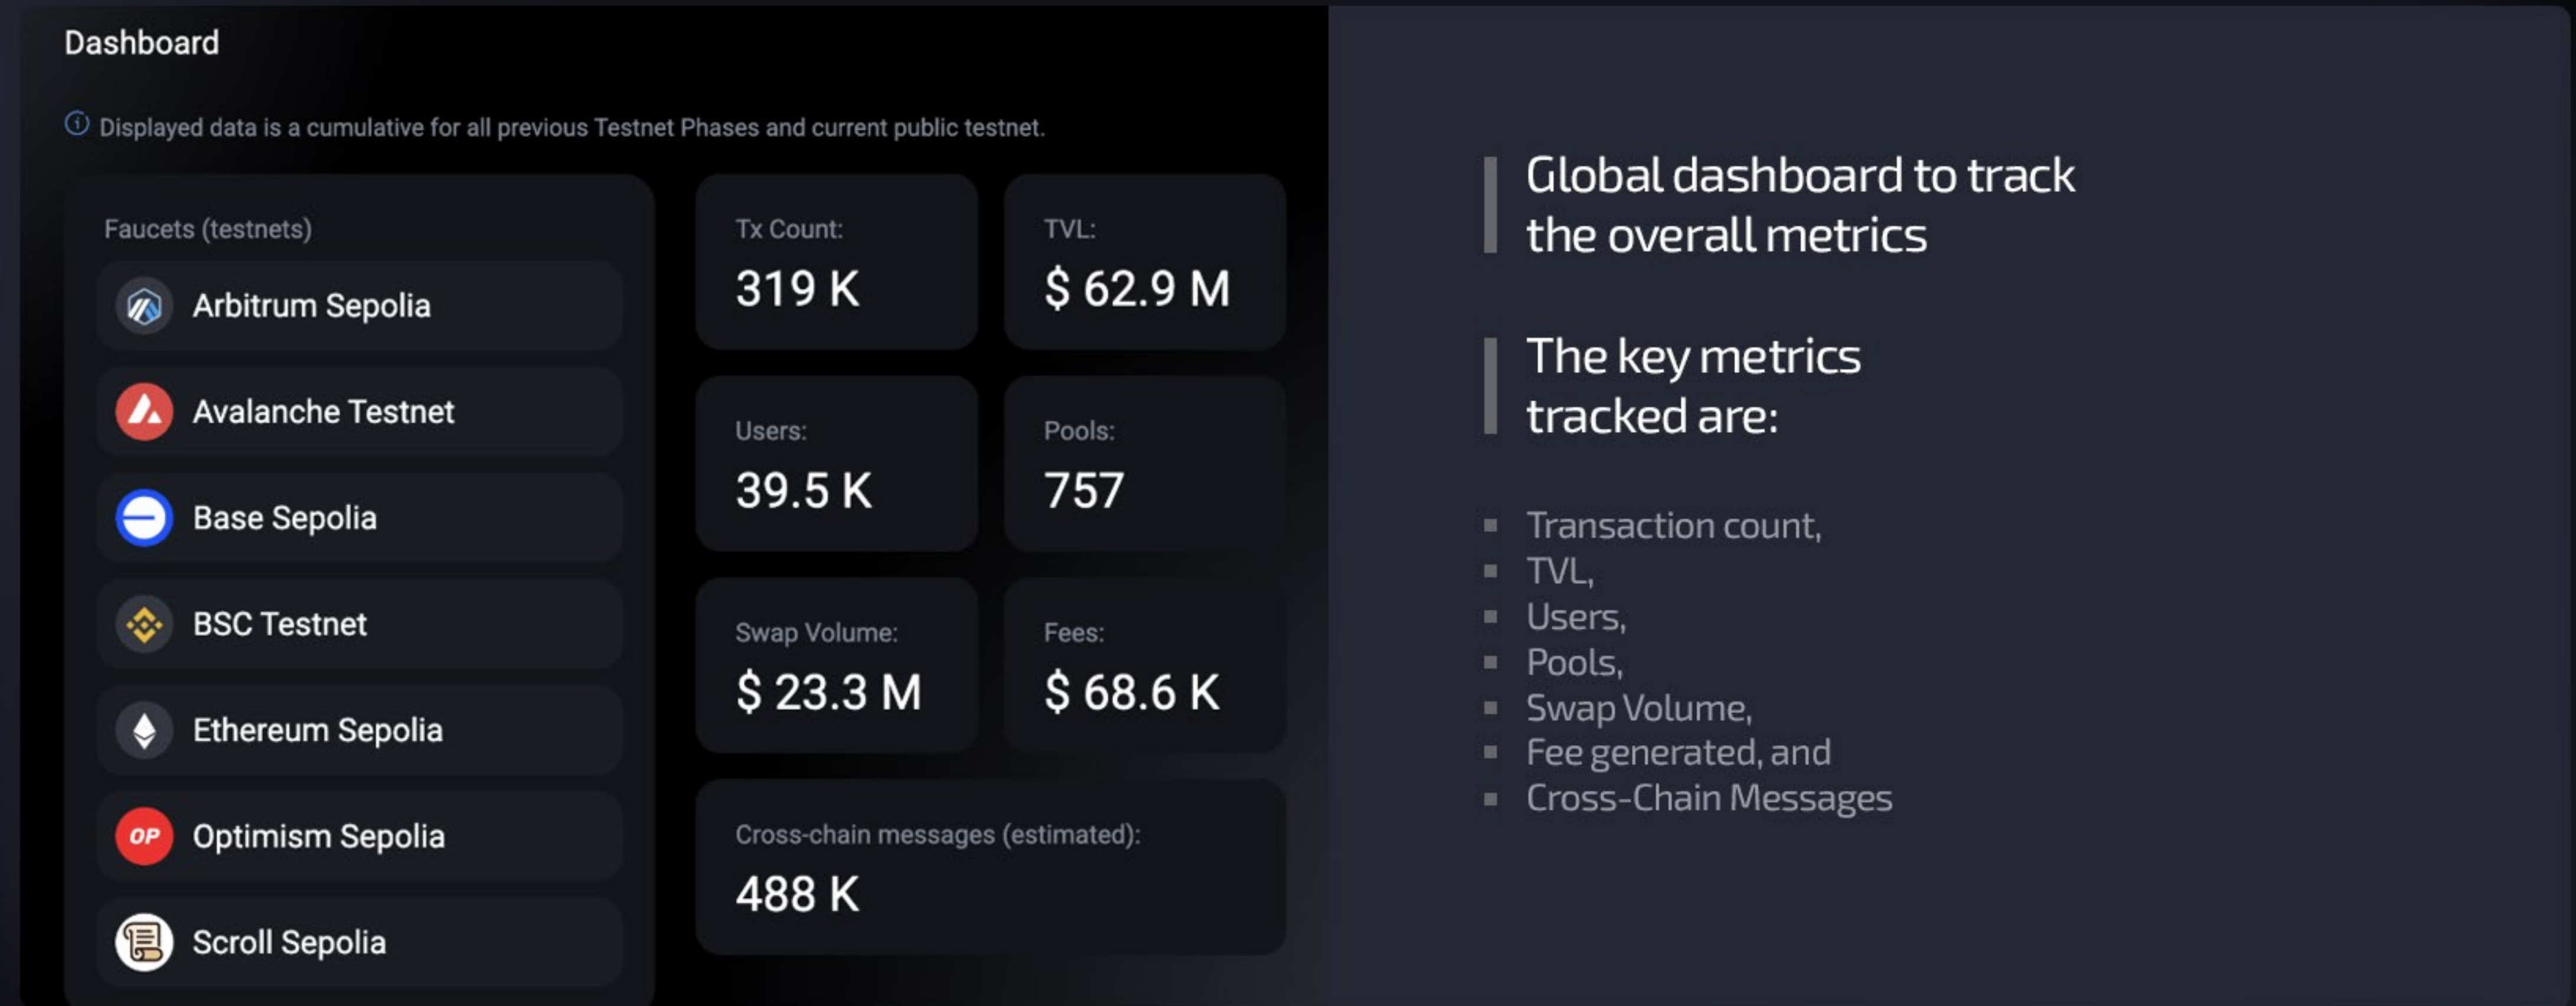 Dashboard
Displayed data is a cumulative for all previous Testnet Phases and current public testnet.
Faucets (testnets)
Arbitrum Sepolia
Avalanche Testnet
Base Sepolia
BSC Testnet
Ethereum Sepolia
OP
Optimism Sepolia
Scroll Sepolia
Tx Count:
319 K
TVL:
$ 62.9 M
Users:
39.5 K
Pools:
757
Swap Volume:
$ 23.3 M
Fees:
$ 68.6 K
Cross-chain messages (estimated):
488 K
Global dashboard to track
the overall metrics
The key metrics
tracked are:
Transaction count,
TVL,
Users,
Pools,
Swap Volume,
Fee generated, and
Cross-Chain Messages